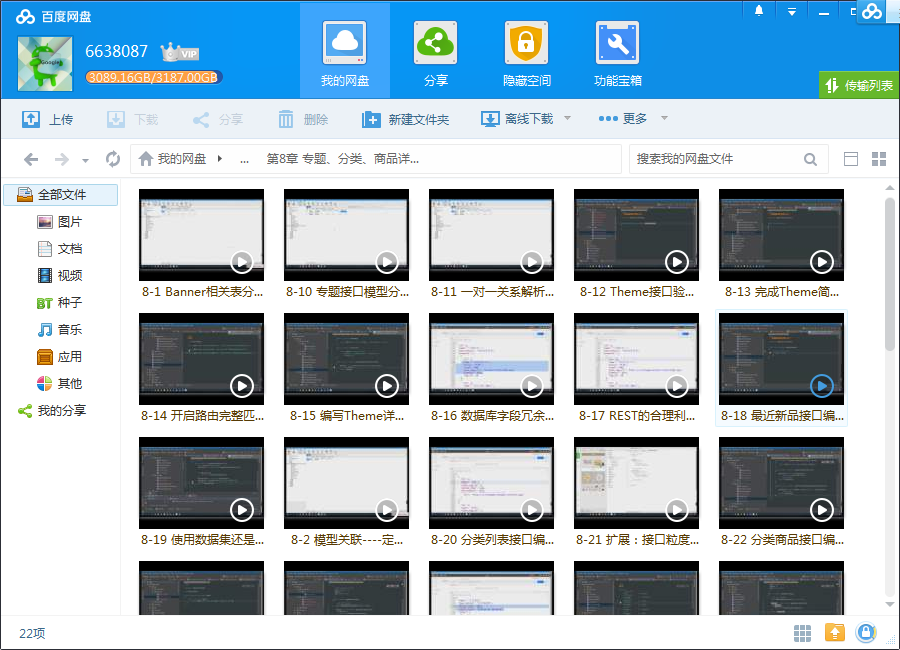 百度网盘
6638087
VIP
3089.16GB/3187.00GB
我的网盘
分享
隐藏空间
功能宝箱
传输列表
上传
下载
分享
删除
新建文件夹
离线下载
更多
我的网盘
...
第8章 专题、分类、商品详...
搜索我的网盘文件
全部文件
图片
文档
视频
BT 种子
音乐
应用
其他
我的分享
8-1 Banner相关表分...
8-10 专题接口模型分...
8-11 一对一关系解析...
8-12 Theme接口验...
8-13 完成Theme简...
8-14 开启路由完整匹...
8-15 编写Theme详...
8-16 数据库字段冗余...
8-17 REST的合理利...
8-18 最近新品接口编...
8-19 使用数据集还是...
8-2 模型关联----定...
8-20 分类列表接口编...
8-21 扩展：接口粒度...
8-22 分类商品接口编...
22项